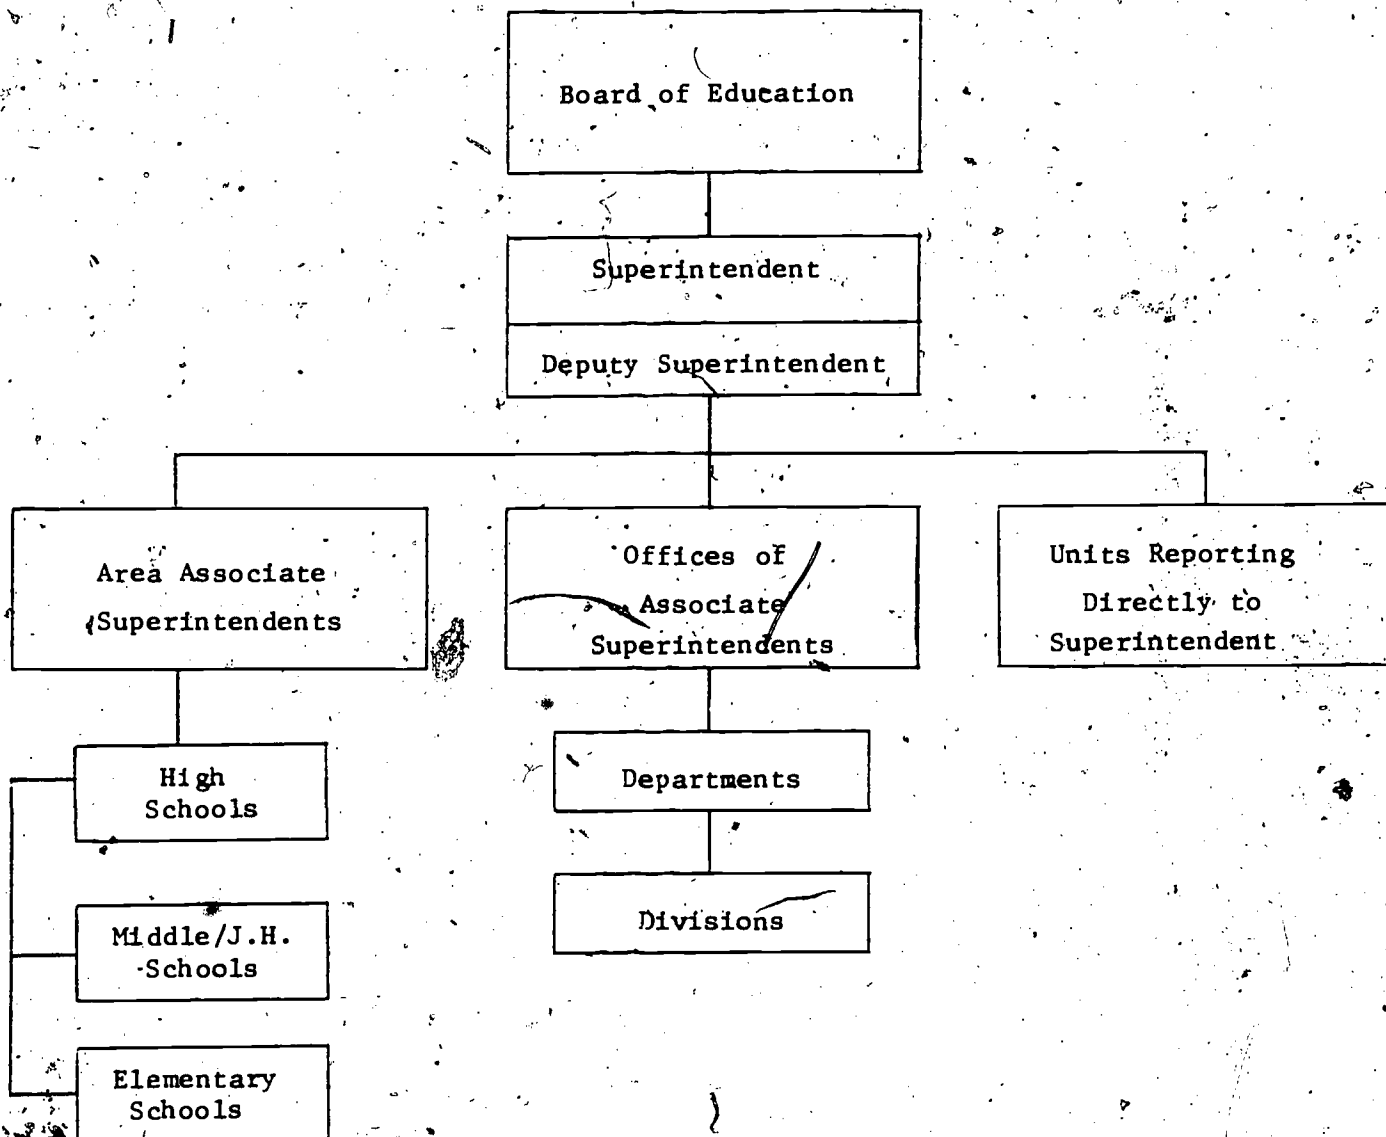 Board of Education
Superintendent
Deputy Superintendent
Area Associate
Superintendents
Offices of
Associate
Superintendents
Units Reporting
Directly to
Superintendent
High
Schools
Middle/J.H.
Schools
Elementary
Schools
Departments
Divisions